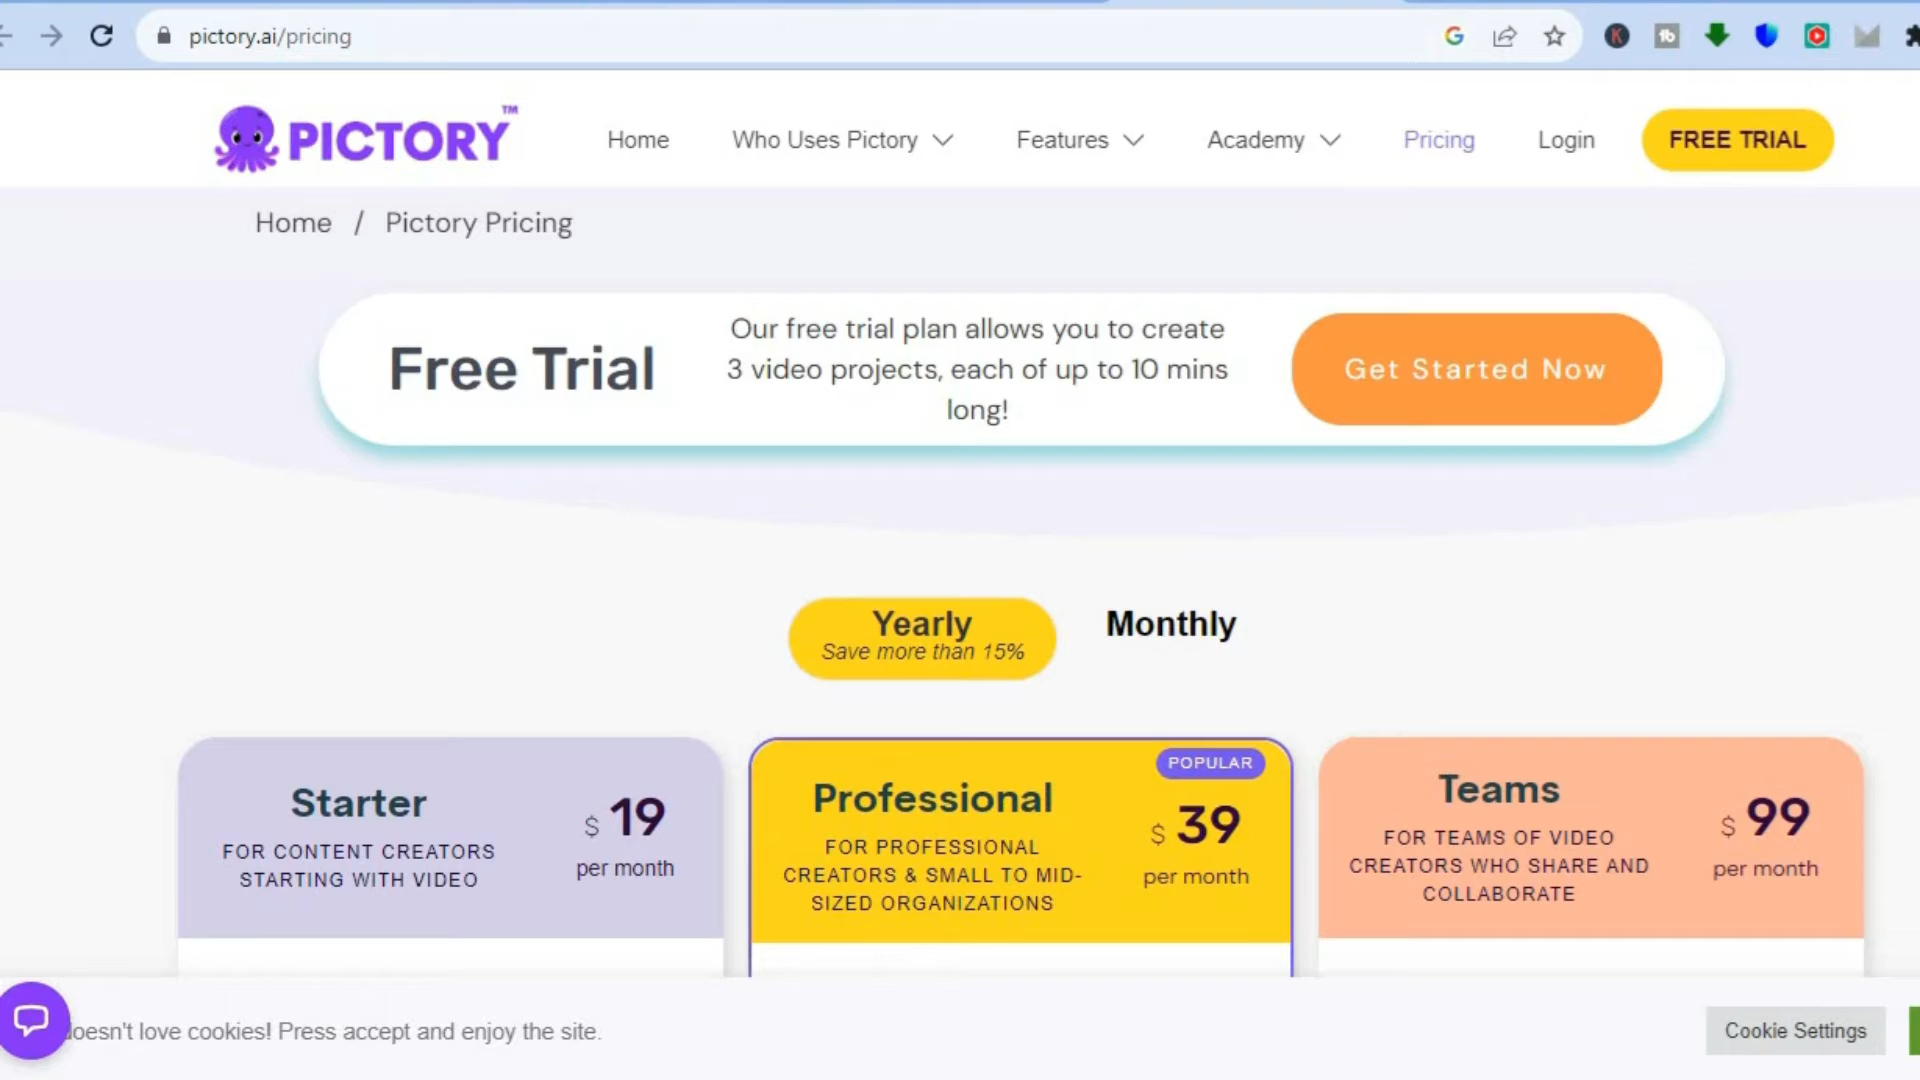 pictory.ai/pricing
PICTORY™
Home
Who Uses Pictory
Features
Academy
Pricing
Login
FREE TRIAL
Home / Pictory Pricing
Free Trial
Our free trial plan allows you to create
3 video projects, each of up to 10 mins
long!
Get Started Now
Yearly
Save more than 15%
Monthly
Starter
FOR CONTENT CREATORS
STARTING WITH VIDEO
$ 19
per month
POPULAR
Professional
FOR PROFESSIONAL
CREATORS & SMALL TO MID-
SIZED ORGANIZATIONS
$ 39
per month
Teams
FOR TEAMS OF VIDEO
CREATORS WHO SHARE AND
COLLABORATE
$ 99
per month
doesn't love cookies! Press accept and enjoy the site.
Cookie Settings